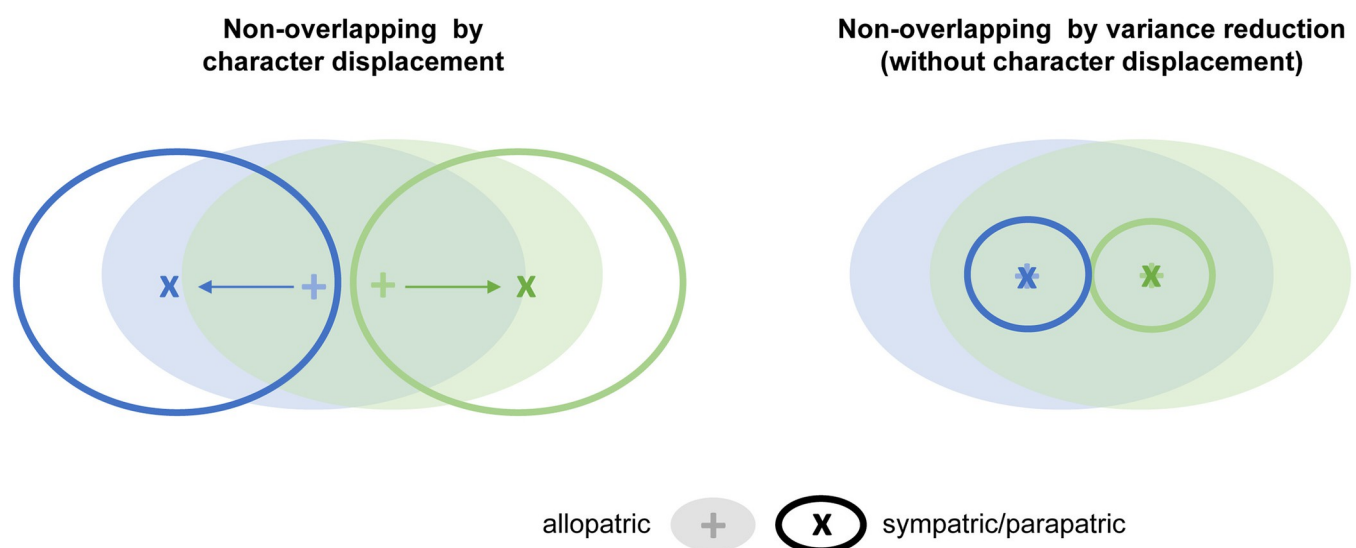 Non-overlapping by
character displacement
Non-overlapping by variance reduction
(without character displacement)
X + + X
X + X +
allopatric + X sympatric/parapatric